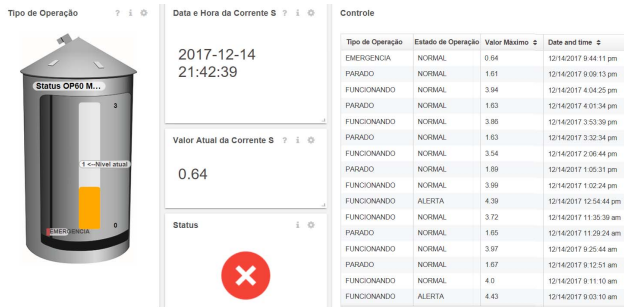 Tipo de Operação
Status OP60 M...
3
1 <--Nivel atual
0
EMERGENCIA
Data e Hora da Corrente S
2017-12-14
21:42:39
Valor Atual da Corrente S
0.64
Status
Controle
Tipo de Operação Estado de Operação Valor Máximo Date and time
EMERGENCIA NORMAL 0.64 12/14/2017 9:44:11 pm
PARADO NORMAL 1.61 12/14/2017 9:09:13 pm
FUNCIONANDO NORMAL 3.94 12/14/2017 4:04:25 pm
PARADO NORMAL 1.63 12/14/2017 4:01:34 pm
FUNCIONANDO NORMAL 3.86 12/14/2017 3:53:39 pm
PARADO NORMAL 1.63 12/14/2017 3:32:34 pm
FUNCIONANDO NORMAL 3.54 12/14/2017 2:06:44 pm
PARADO NORMAL 1.89 12/14/2017 1:05:31 pm
FUNCIONANDO NORMAL 3.99 12/14/2017 1:02:24 pm
FUNCIONANDO ALERTA 4.39 12/14/2017 12:54:44 pm
FUNCIONANDO NORMAL 3.72 12/14/2017 11:35:39 am
PARADO NORMAL 1.65 12/14/2017 11:29:24 am
FUNCIONANDO NORMAL 3.97 12/14/2017 9:25:44 am
PARADO NORMAL 1.67 12/14/2017 9:12:51 am
FUNCIONANDO NORMAL 4.0 12/14/2017 9:11:10 am
FUNCIONANDO ALERTA 4.43 12/14/2017 9:03:10 am